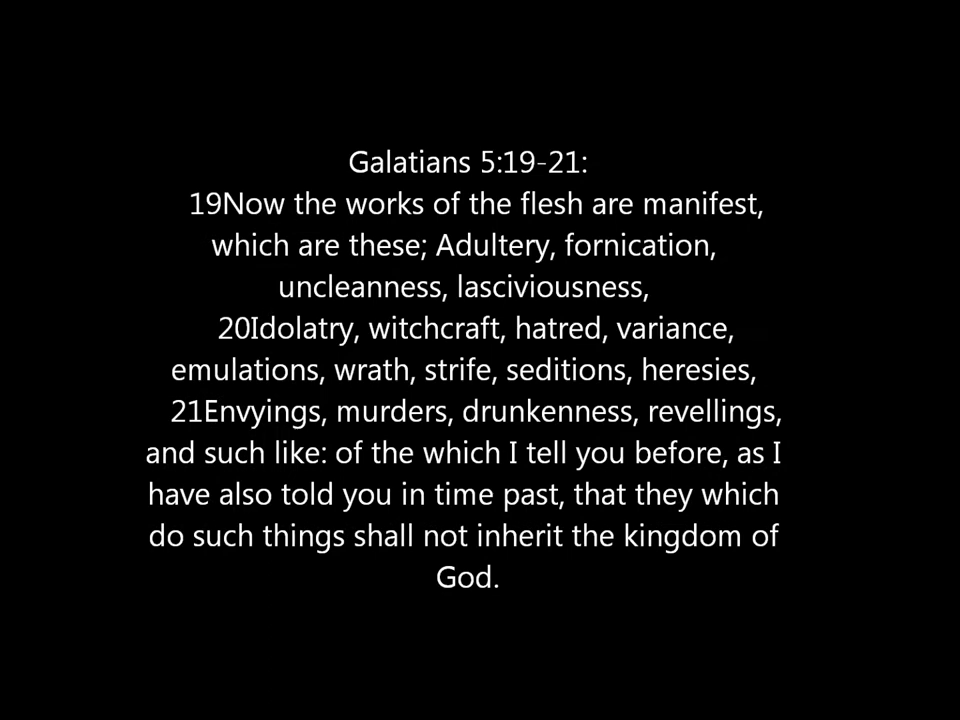 Galatians 5:19-21:
19Now the works of the flesh are manifest,
which are these; Adultery, fornication,
uncleanness, lasciviousness,
20Idolatry, witchcraft, hatred, variance,
emulations, wrath, strife, seditions, heresies,
21Envyings, murders, drunkenness, revellings,
and such like: of the which I tell you before, as I
have also told you in time past, that they which
do such things shall not inherit the kingdom of
God.